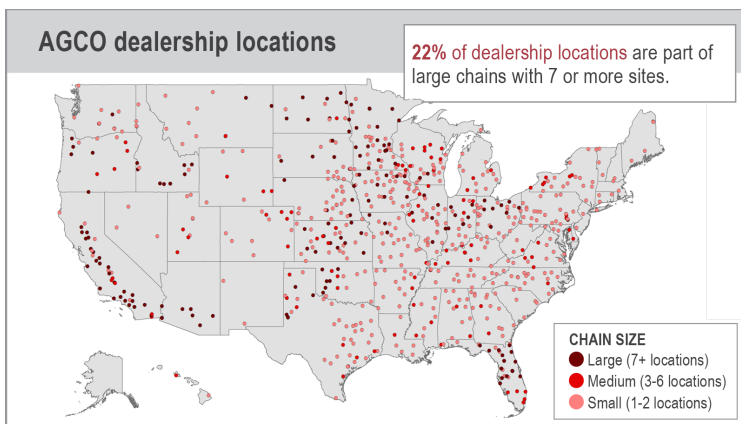 AGCO dealership locations
22% of dealership locations are part of
large chains with 7 or more sites.
CHAIN SIZE
Large (7+ locations)
Medium (3-6 locations)
Small (1-2 locations)